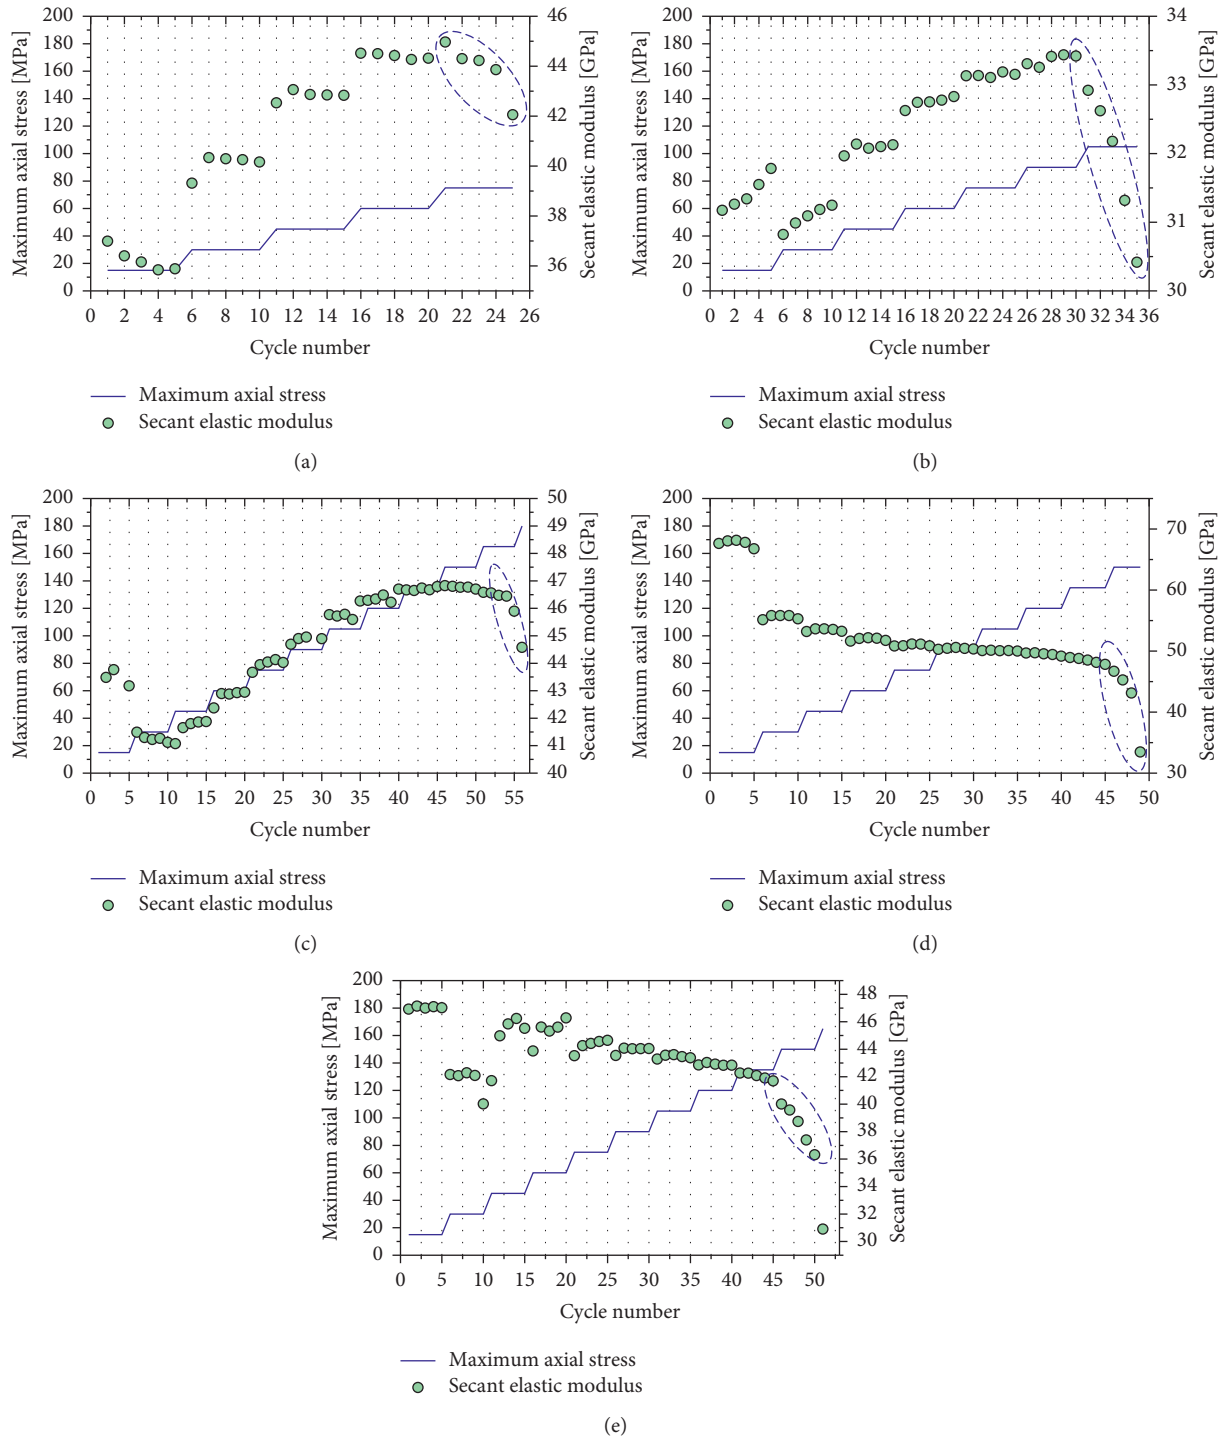 Maximum axial stress [MPa]
200
180
160
140
120
100
80
60
40
20
0
46
44
42
40
38
36
Secant elastic modulus [GPa]
0 2 4 6 8 10 12 14 16 18 20 22 24 26
Cycle number
Maximum axial stress
Secant elastic modulus
(a)
Maximum axial stress [MPa]
200
180
160
140
120
100
80
60
40
20
0
34
33
32
31
30
Secant elastic modulus [GPa]
0 2 4 6 8 10 12 14 16 18 20 22 24 26 28 30 32 34 36
Cycle number
Maximum axial stress
Secant elastic modulus
(b)
Maximum axial stress [MPa]
200
180
160
140
120
100
80
60
40
20
0
50
49
48
47
46
45
44
43
42
41
40
Secant elastic modulus [GPa]
0 5 10 15 20 25 30 35 40 45 50 55
Cycle number
Maximum axial stress
Secant elastic modulus
(c)
Maximum axial stress [MPa]
200
180
160
140
120
100
80
60
40
20
0
70
60
50
40
30
Secant elastic modulus [GPa]
0 5 10 15 20 25 30 35 40 45 50
Cycle number
Maximum axial stress
Secant elastic modulus
(d)
Maximum axial stress [MPa]
200
180
160
140
120
100
80
60
40
20
0
48
46
44
42
40
38
36
34
32
30
Secant elastic modulus [GPa]
0 5 10 15 20 25 30 35 40 45 50
Cycle number
Maximum axial stress
Secant elastic modulus
(e)